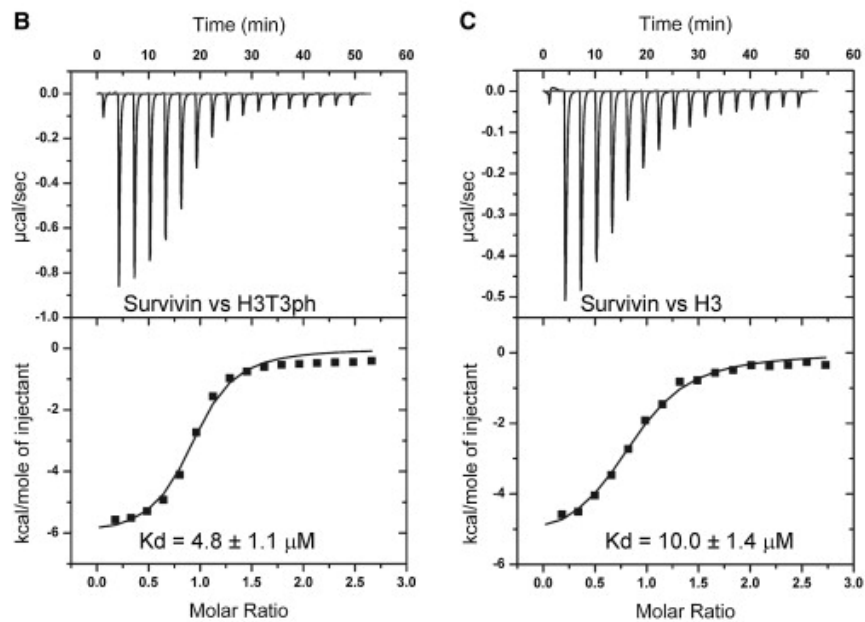 B
Time (min)
0 10 20 30 40 50 60
0.0
-0.2
-0.4
-0.6
-0.8
-1.0
µcal/sec
Survivin vs H3T3ph
0
-2
-4
-6
kcal/mole of injectant
Kd = 4.8 ± 1.1 µM
0.0 0.5 1.0 1.5 2.0 2.5 3.0
Molar Ratio
C
Time (min)
0 10 20 30 40 50 60
0.0
-0.1
-0.2
-0.3
-0.4
-0.5
µcal/sec
Survivin vs H3
0
-2
-4
-6
kcal/mole of injectant
Kd = 10.0 ± 1.4 µM
0.0 0.5 1.0 1.5 2.0 2.5 3.0
Molar Ratio